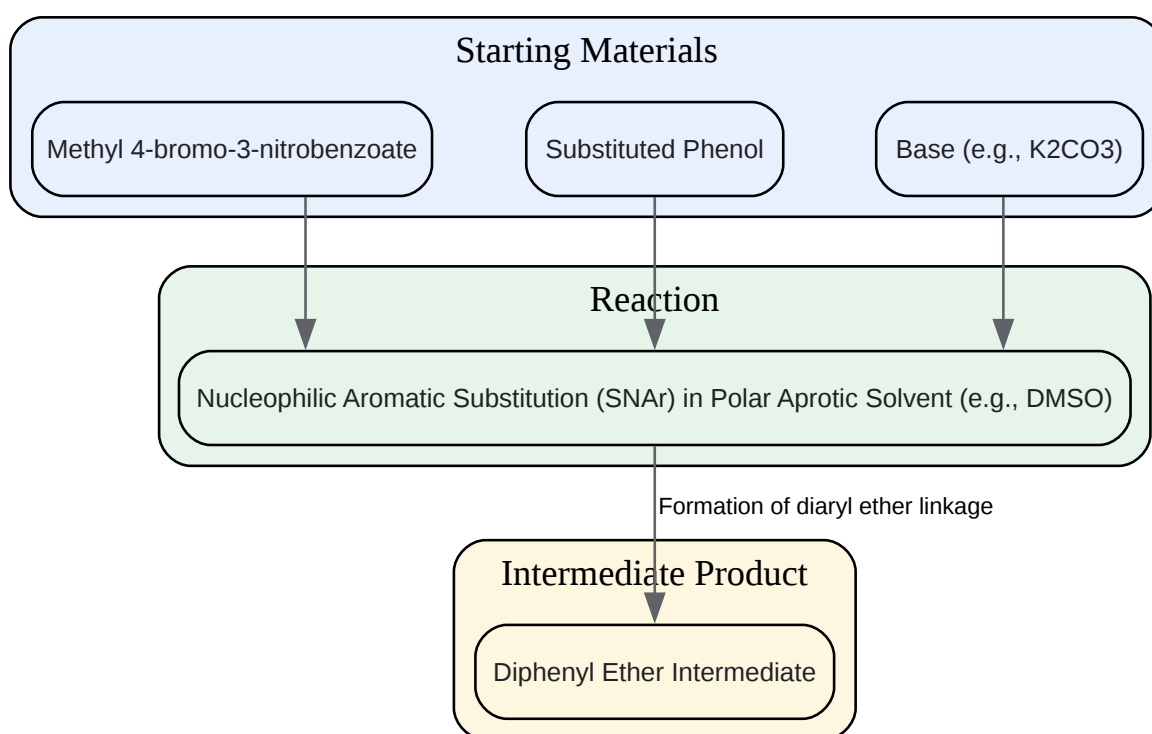 Starting Materials
Methyl 4-bromo-3-nitrobenzoate
Substituted Phenol
Base (e.g., K2CO3)
Reaction
Nucleophilic Aromatic Substitution (SNAr) in Polar Aprotic Solvent (e.g., DMSO)
Formation of diaryl ether linkage
Intermediate Product
Diphenyl Ether Intermediate